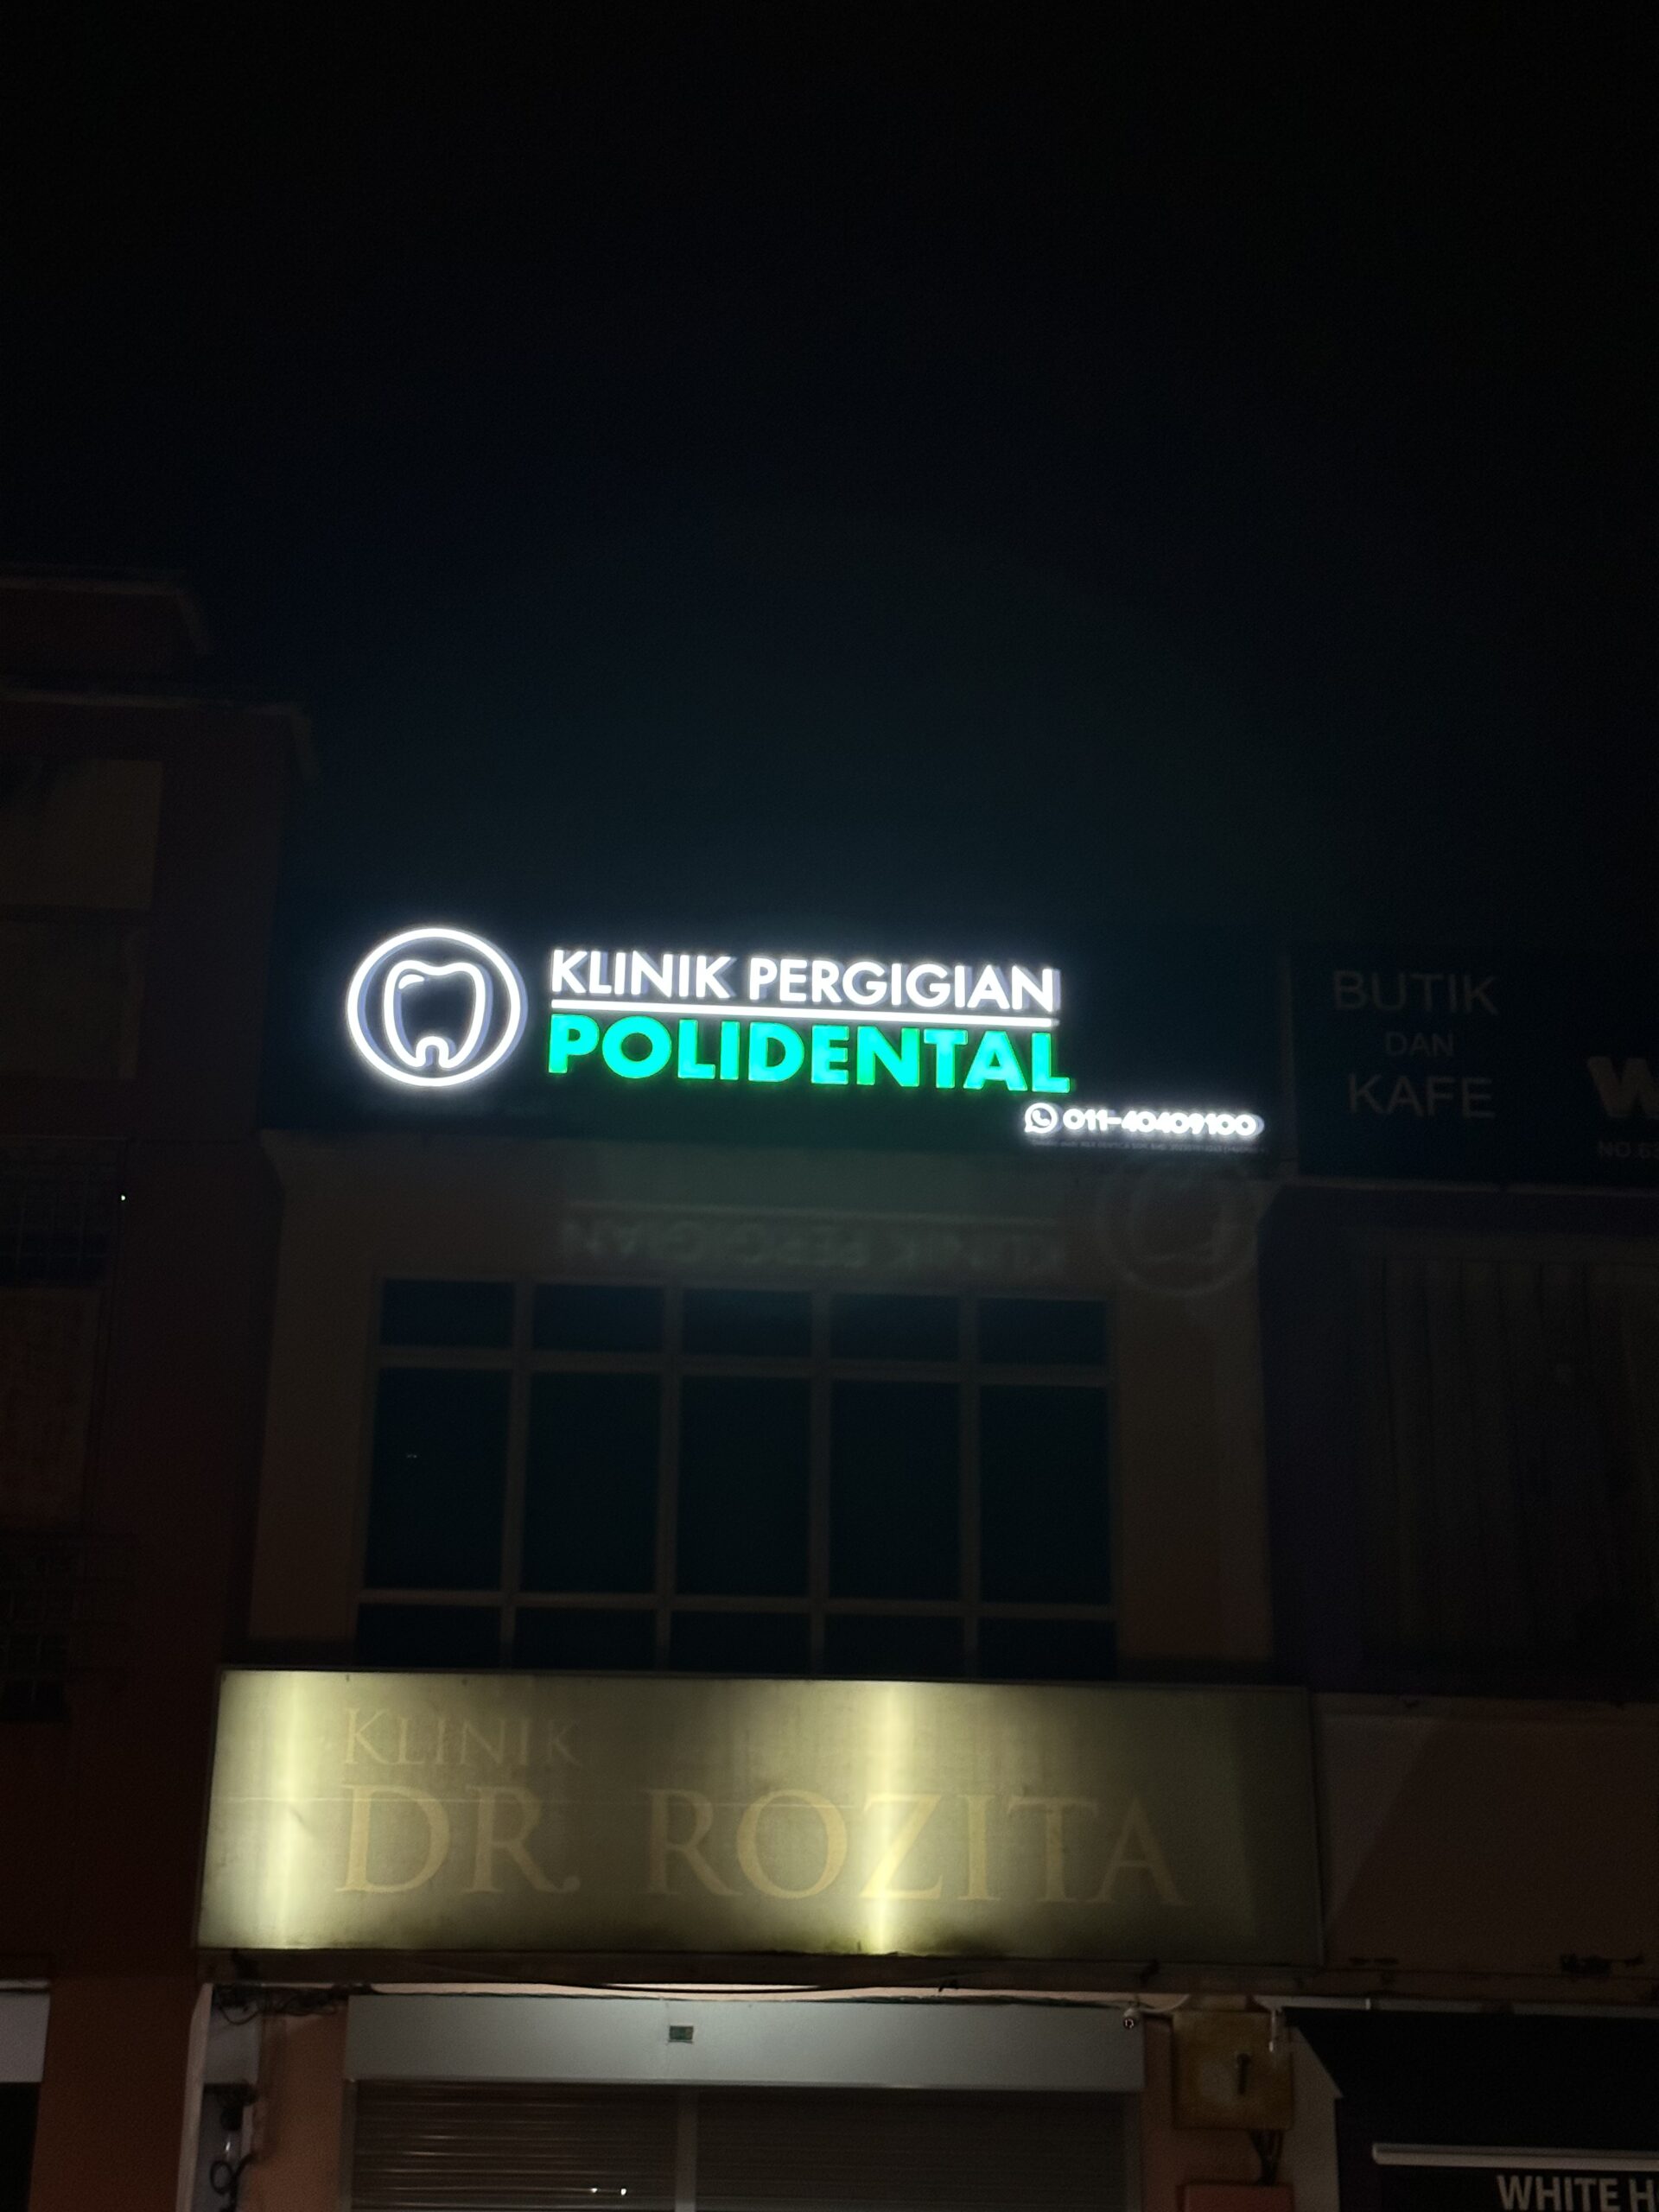 KLINIK PERGIGIAN
POLIDENTAL
011-40409100
BUTIK
DAN
KAFE
W
KLINIK
DR. ROZITA
WHITE